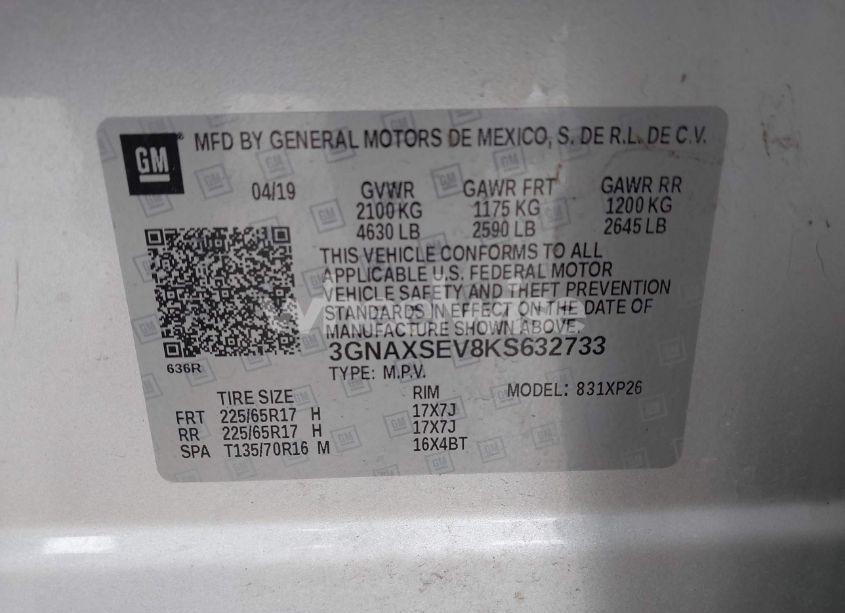 GM
MFD BY GENERAL MOTORS DE MEXICO, S. DE R.L. DE C.V.
04/19 GVWR GAWR FRT GAWR RR
2100 KG 1175 KG 1200 KG
4630 LB 2590 LB 2645 LB
THIS VEHICLE CONFORMS TO ALL
APPLICABLE U.S. FEDERAL MOTOR
VEHICLE SAFETY AND THEFT PREVENTION
STANDARDS IN EFFECT ON THE DATE OF
MANUFACTURE SHOWN ABOVE.
3GNAXSEV8KS632733
636R
TYPE: M.P.V.
TIRE SIZE RIM MODEL: 831XP26
FRT 225/65R17 H 17X7J
RR 225/65R17 H 17X7J
SPA T135/70R16 M 16X4BT